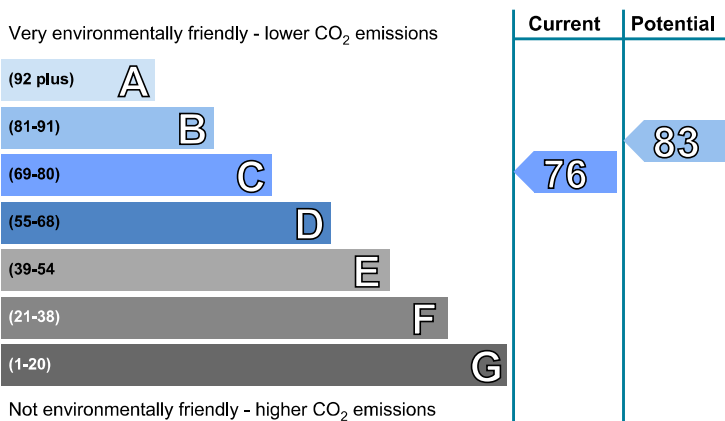 Very environmentally friendly - lower CO2 emissions
Current
Potential
(92 plus) A
(81-91) B
(69-80) C
(55-68) D
(39-54 E
(21-38) F
(1-20) G
76
83
Not environmentally friendly - higher CO2 emissions